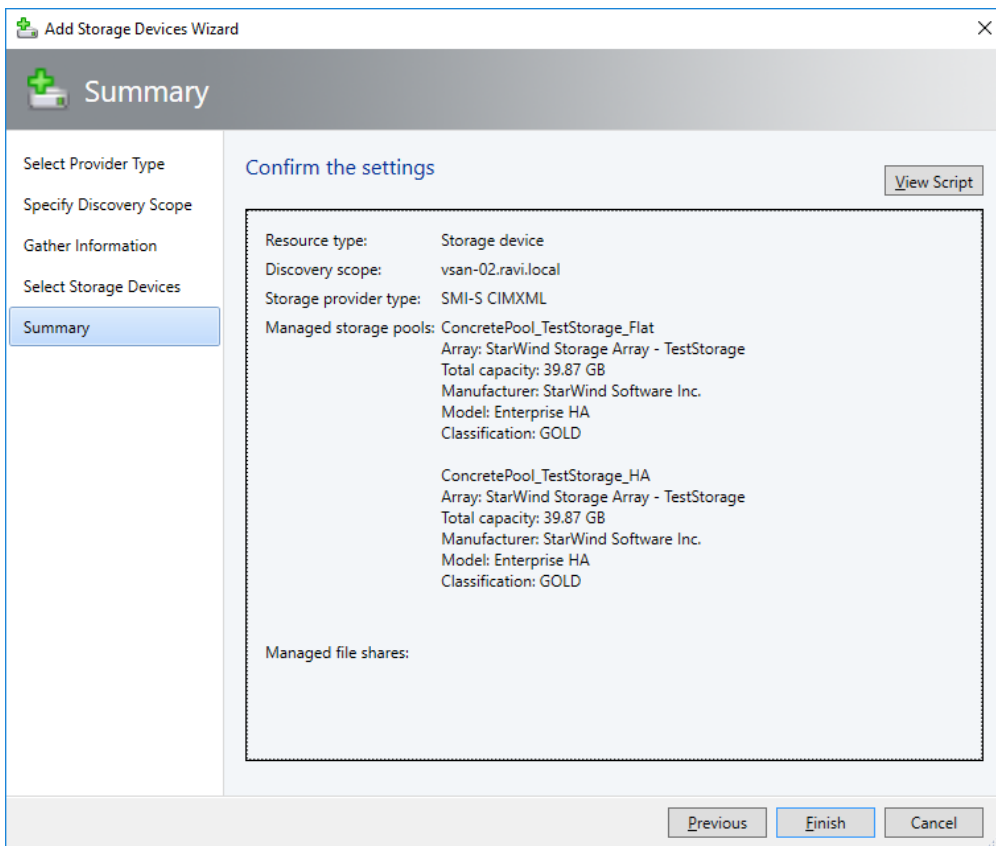 Add Storage Devices Wizard
Summary
Select Provider Type
Specify Discovery Scope
Gather Information
Select Storage Devices
Summary
Confirm the settings
View Script
Resource type: Storage device
Discovery scope: vsan-02.ravi.local
Storage provider type: SMI-S CIMXML
Managed storage pools: ConcretePool_TestStorage_Flat
Array: StarWind Storage Array - TestStorage
Total capacity: 39.87 GB
Manufacturer: StarWind Software Inc.
Model: Enterprise HA
Classification: GOLD
ConcretePool_TestStorage_HA
Array: StarWind Storage Array - TestStorage
Total capacity: 39.87 GB
Manufacturer: StarWind Software Inc.
Model: Enterprise HA
Classification: GOLD
Managed file shares:
Previous Finish Cancel